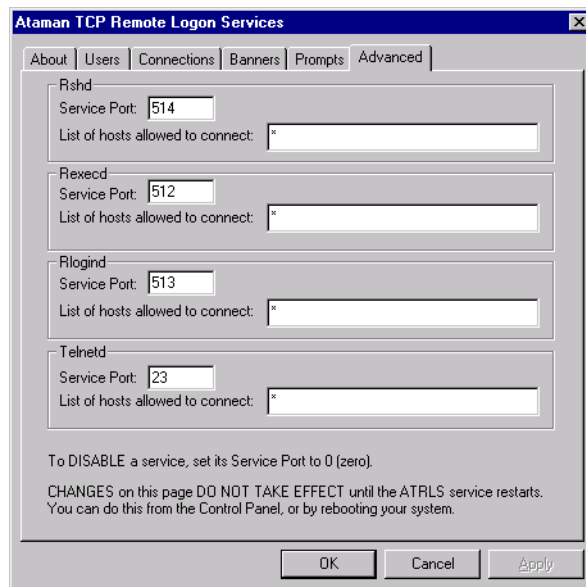 Ataman TCP Remote Logon Services
About Users Connections Banners Prompts Advanced
Rshd
Service Port: 514
List of hosts allowed to connect: *
Rexecd
Service Port: 512
List of hosts allowed to connect: *
Rlogind
Service Port: 513
List of hosts allowed to connect: *
Telnetd
Service Port: 23
List of hosts allowed to connect: *
To DISABLE a service, set its Service Port to 0 (zero).
CHANGES on this page DO NOT TAKE EFFECT until the ATRLS service restarts.
You can do this from the Control Panel, or by rebooting your system.
OK Cancel Apply